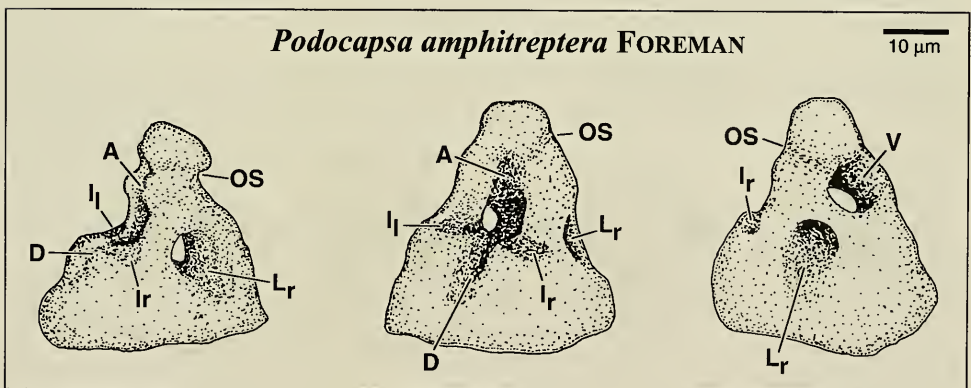 Podocapsa amphitreptera FOREMAN
10 µm
A
OS
Il
D
Ir
Lr
OS
A
Il
Lr
Ir
D
OS
V
Ir
Lr